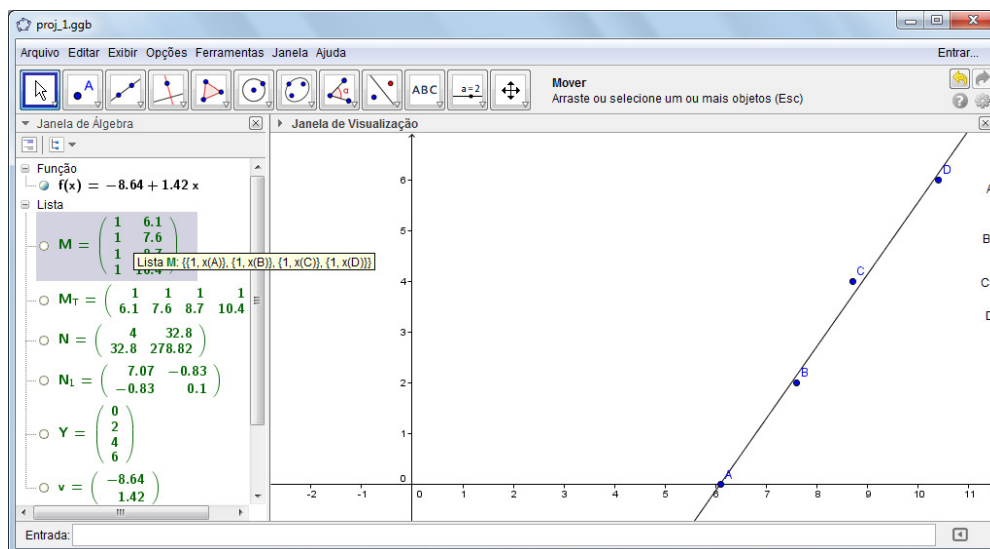 proj_1.ggb
Arquivo Editar Exibir Opções Ferramentas Janela Ajuda
Entrar...
A
α
ABC
a=2
Mover
Arraste ou selecione um ou mais objetos (Esc)
Janela de Álgebra
Janela de Visualização
Função
f(x) = −8.64 + 1.42 x
Lista
M =
1 6.1
1 7.6
1
1
Lista M: {{1, x(A)}, {1, x(B)}, {1, x(C)}, {1, x(D)}}
M_T =
1 1 1 1
6.1 7.6 8.7 10.4
N =
4 32.8
32.8 278.82
N₁ =
7.07 −0.83
−0.83 0.1
Y =
0
2
4
6
v =
−8.64
1.42
6
5
4
3
2
1
0
-2 -1 0 1 2 3 4 5 6 7 8 9 10 11
D
C
B
A
A
B
C
D
Entrada: